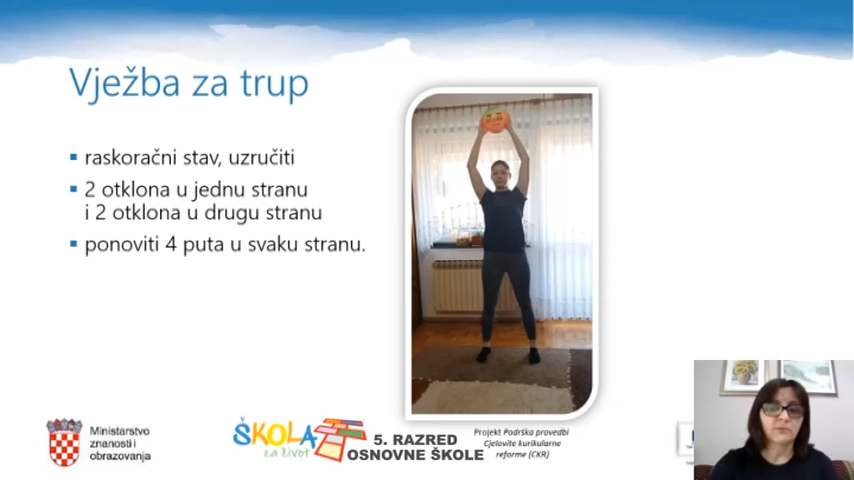 Vježba za trup
raskoračni stav, uzručiti
2 otklona u jednu stranu
i 2 otklona u drugu stranu
ponoviti 4 puta u svaku stranu.
Ministarstvo
znanosti i
obrazovanja
ŠKOLA
za život
5. RAZRED
OSNOVNE ŠKOLE
Projekt Podrška provedbi
Cjelovite kurikularne
reforme (CKR)